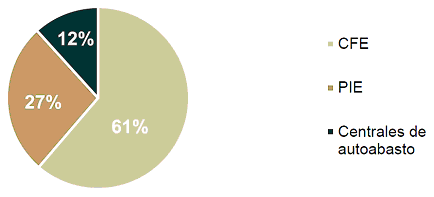 12%
27%
61%
CFE
PIE
Centrales de
autoabasto